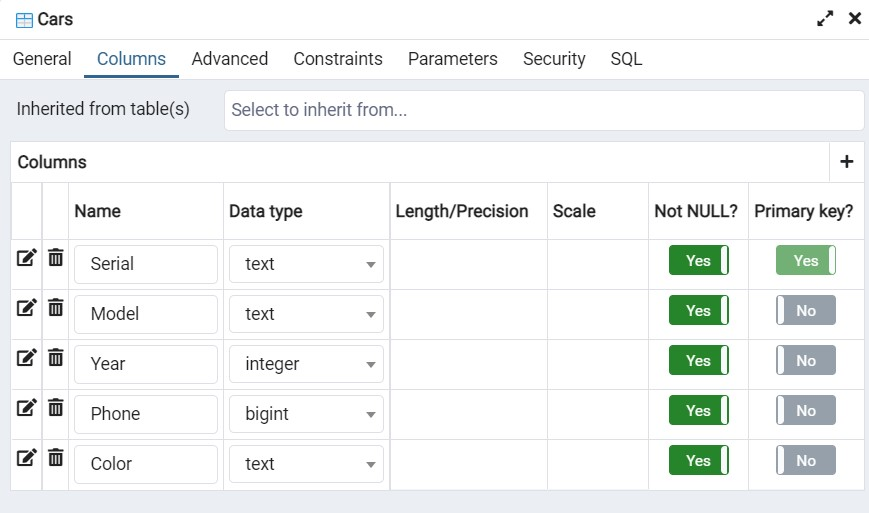 Cars
General Columns Advanced Constraints Parameters Security SQL
Inherited from table(s) Select to inherit from...
Columns
Name Data type Length/Precision Scale Not NULL? Primary key?
Serial text Yes Yes
Model text Yes No
Year integer Yes No
Phone bigint Yes No
Color text Yes No